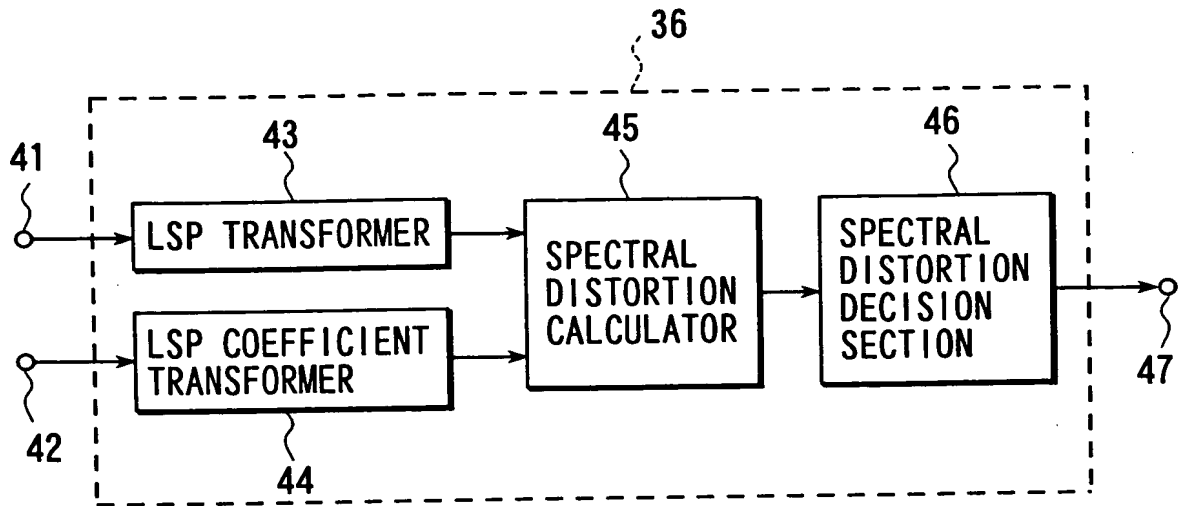 36
43
45
46
41
LSP TRANSFORMER
SPECTRAL
DISTORTION
CALCULATOR
SPECTRAL
DISTORTION
DECISION
SECTION
LSP COEFFICIENT
TRANSFORMER
47
42
44